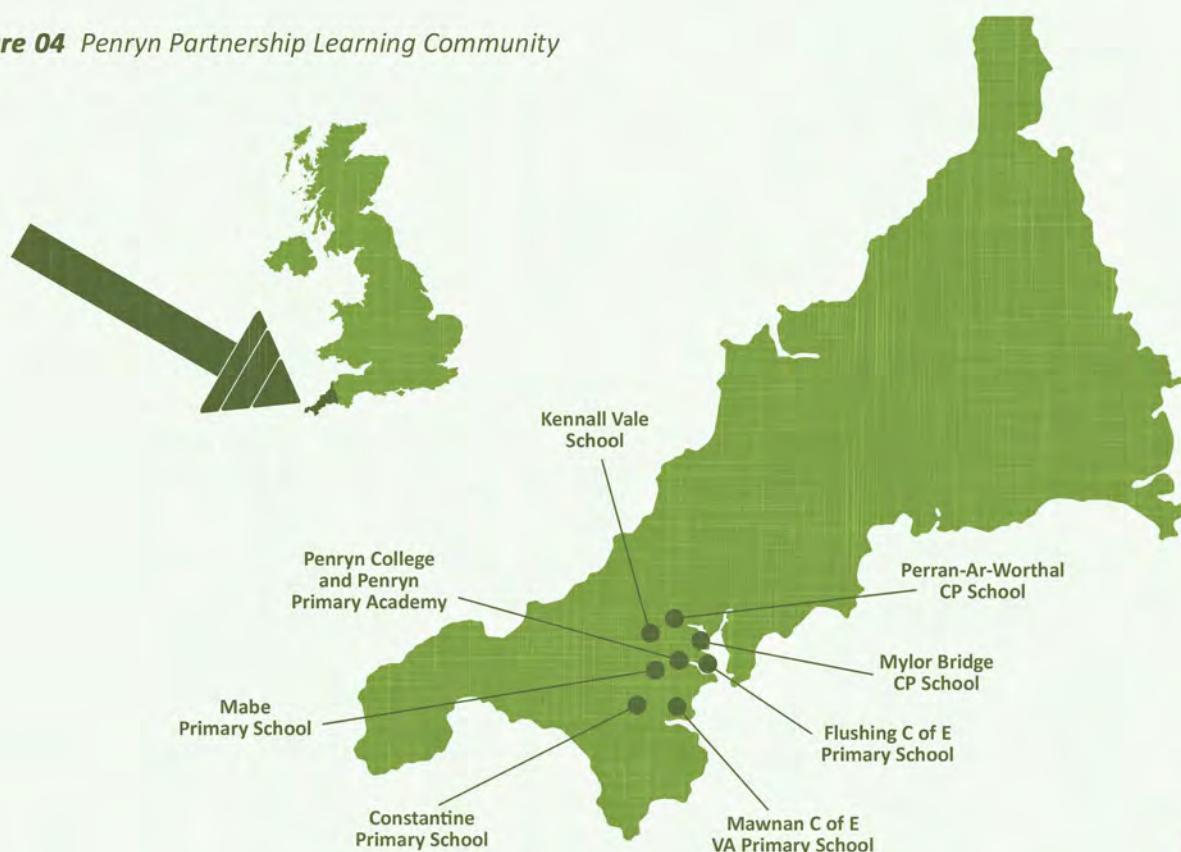 re 04 Penryn Partnership Learning Community
Kennall Vale
School
Penryn College
and Penryn
Primary Academy
Perran-Ar-Worthal
CP School
Mylor Bridge
CP School
Mabe
Primary School
Flushing C of E
Primary School
Constantine
Primary School
Mawnan C of E
VA Primary School